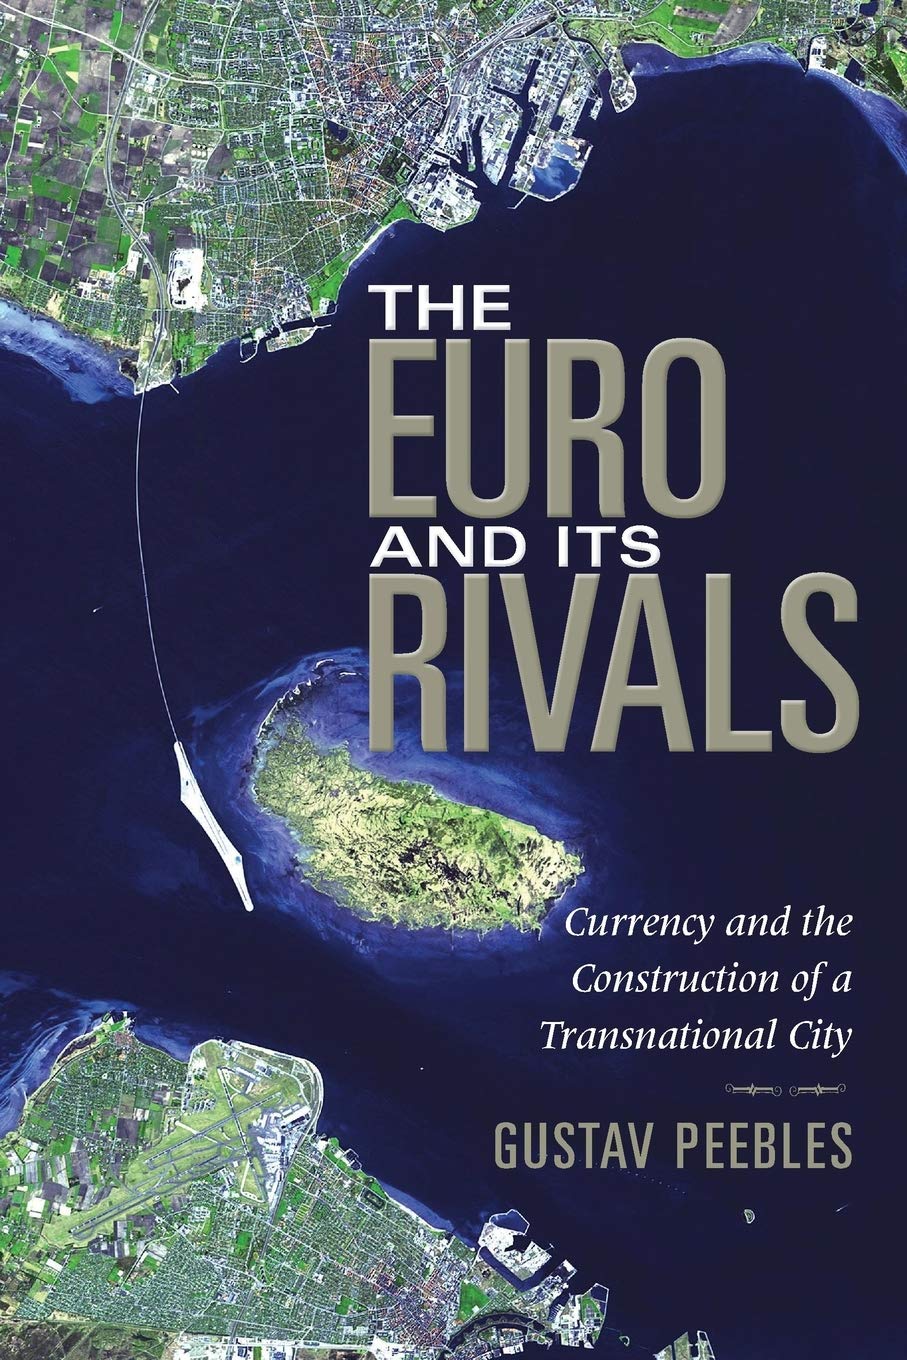 THE
EURO
AND ITS
RIVALS
Currency and the
Construction of a
Transnational City
GUSTAV PEEBLES